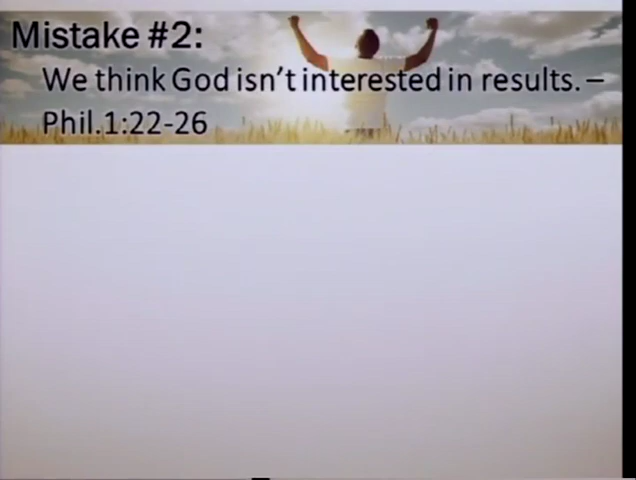 Mistake #2:
We think God isn't interested in results. –
Phil.1:22-26